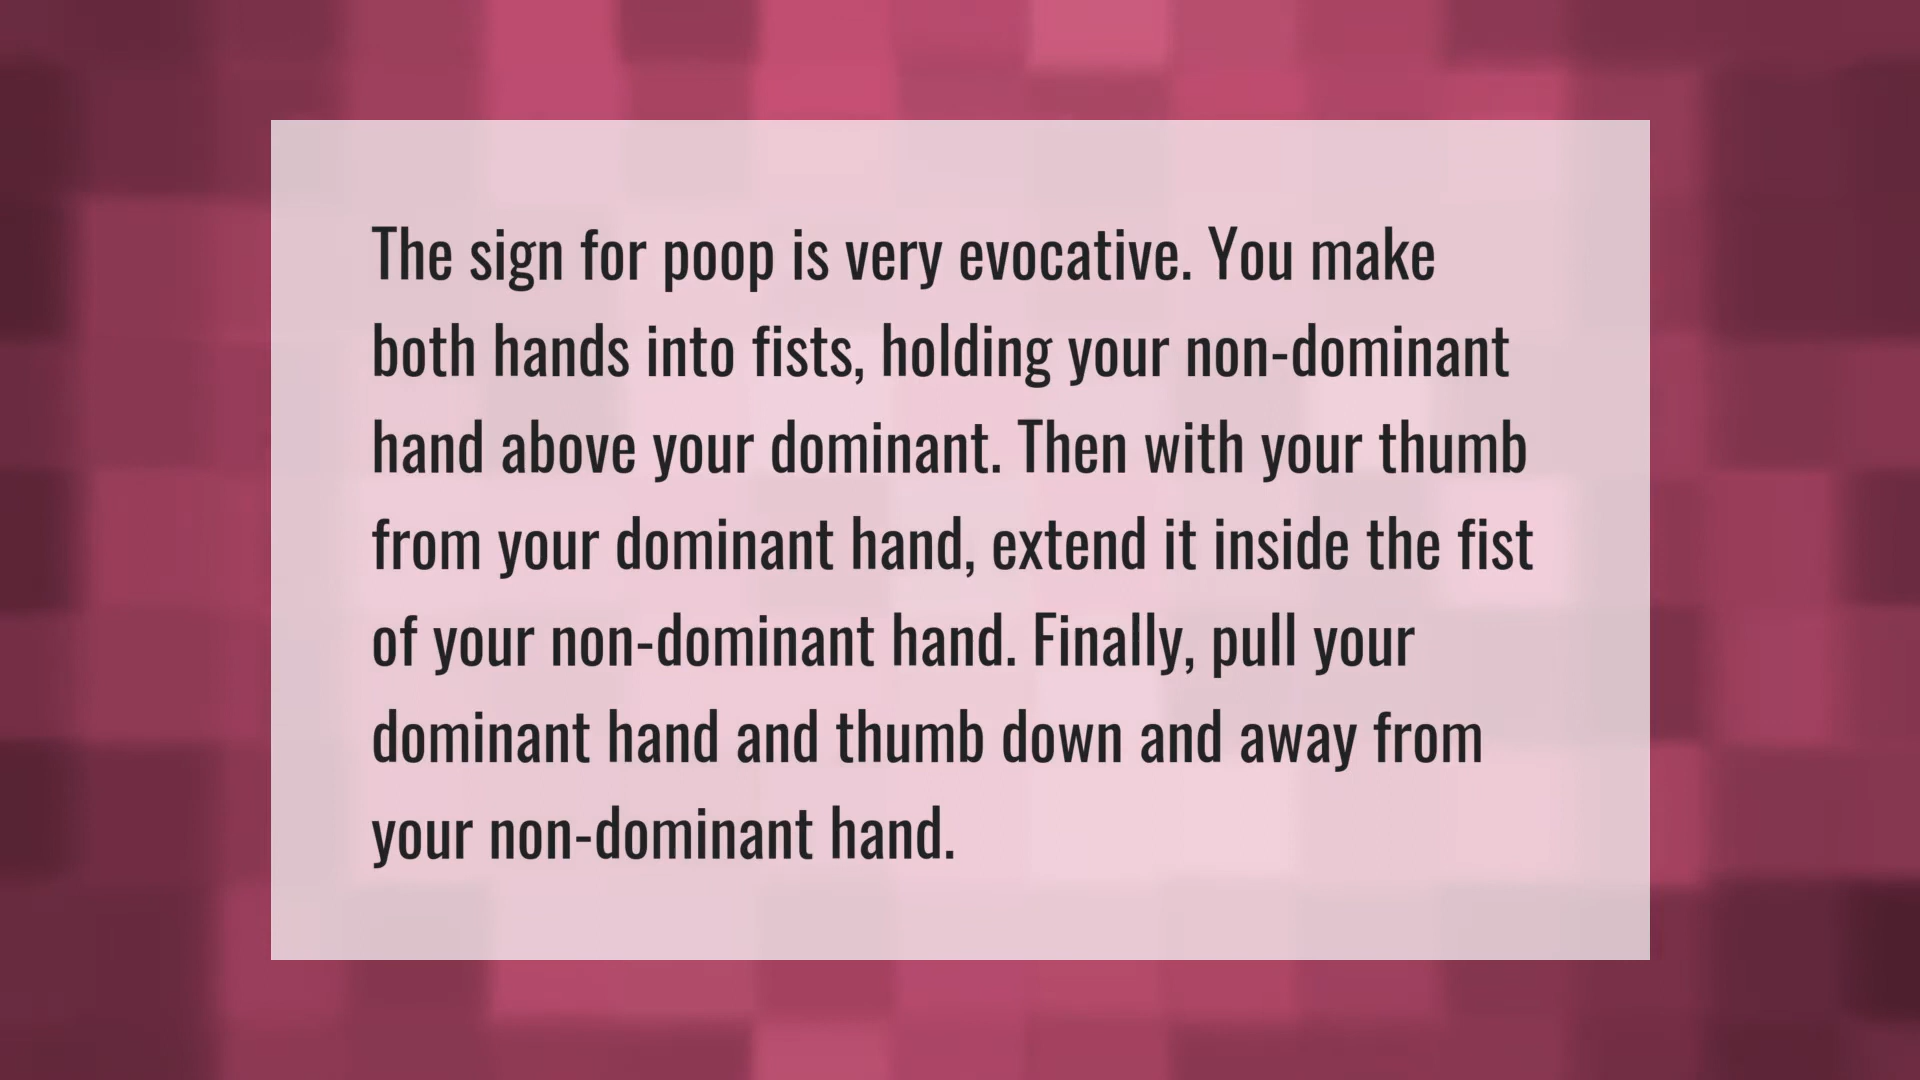 The sign for poop is very evocative. You make
both hands into fists, holding your non-dominant
hand above your dominant. Then with your thumb
from your dominant hand, extend it inside the fist
of your non-dominant hand. Finally, pull your
dominant hand and thumb down and away from
your non-dominant hand.